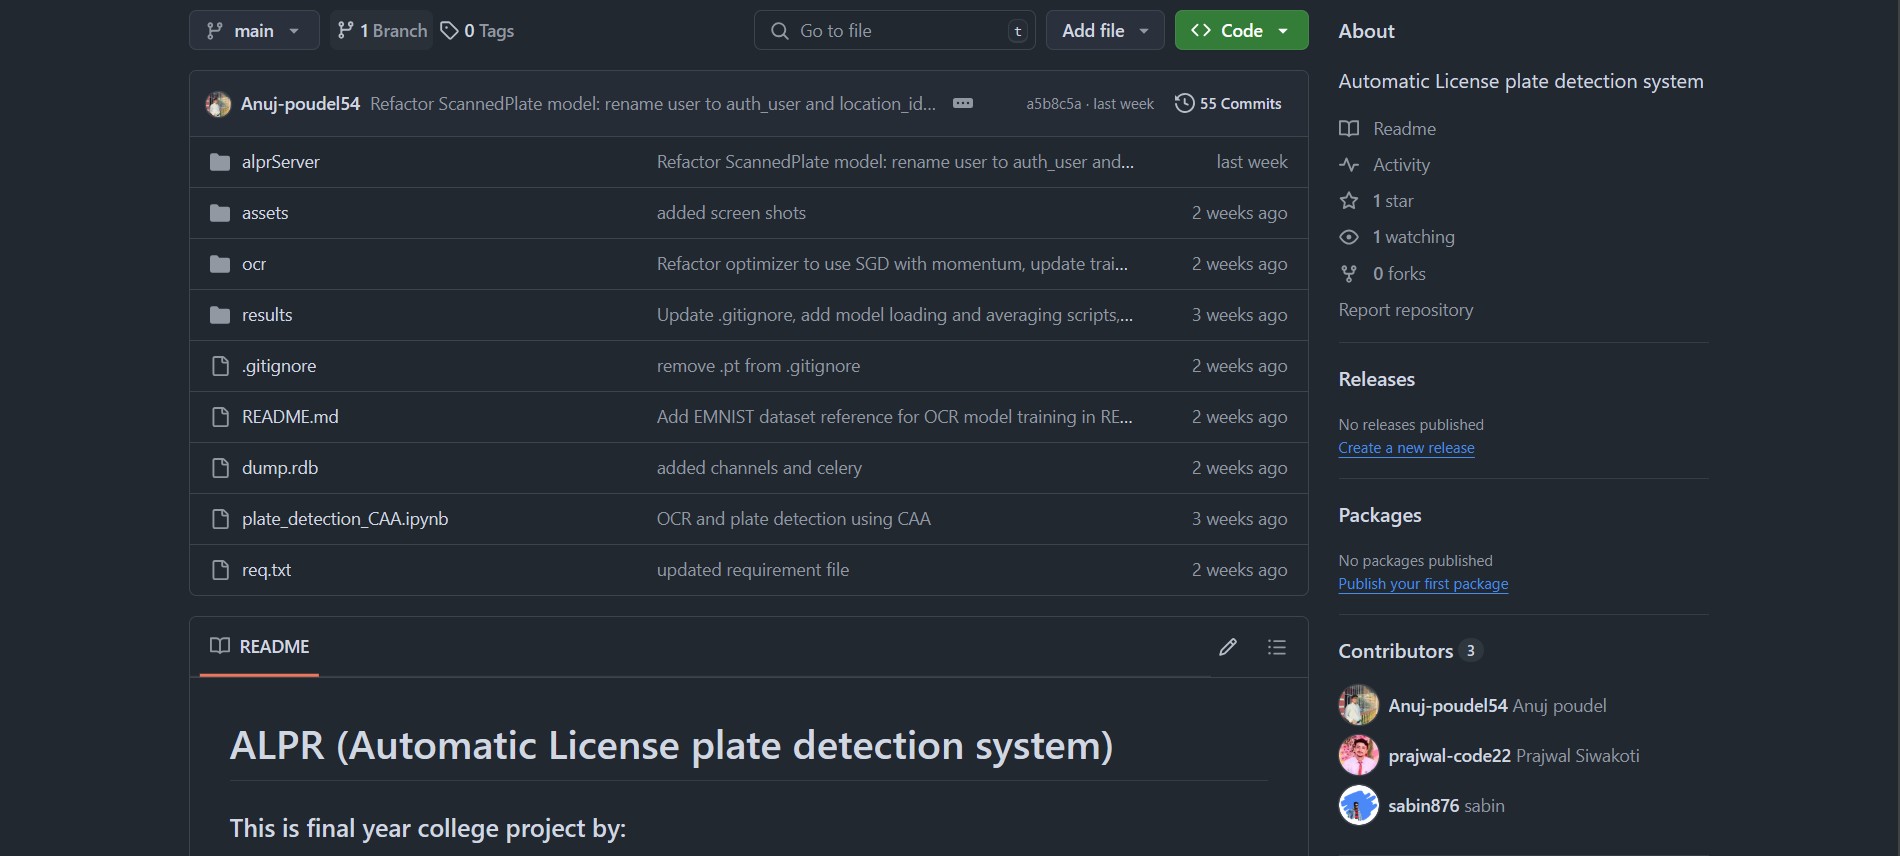 main 1 Branch 0 Tags Go to file t Add file Code
Anuj-poudel54 Refactor ScannedPlate model: rename user to auth_user and location_id... a5b8c5a · last week 55 Commits
alprServer Refactor ScannedPlate model: rename user to auth_user and... last week
assets added screen shots 2 weeks ago
ocr Refactor optimizer to use SGD with momentum, update trai... 2 weeks ago
results Update .gitignore, add model loading and averaging scripts,... 3 weeks ago
.gitignore remove .pt from .gitignore 2 weeks ago
README.md Add EMNIST dataset reference for OCR model training in RE... 2 weeks ago
dump.rdb added channels and celery 2 weeks ago
plate_detection_CAA.ipynb OCR and plate detection using CAA 3 weeks ago
req.txt updated requirement file 2 weeks ago
README
ALPR (Automatic License plate detection system)
This is final year college project by:
About
Automatic License plate detection system
Readme
Activity
1 star
1 watching
0 forks
Report repository
Releases
No releases published
Create a new release
Packages
No packages published
Publish your first package
Contributors 3
Anuj-poudel54 Anuj poudel
prajwal-code22 Prajwal Siwakoti
sabin876 sabin